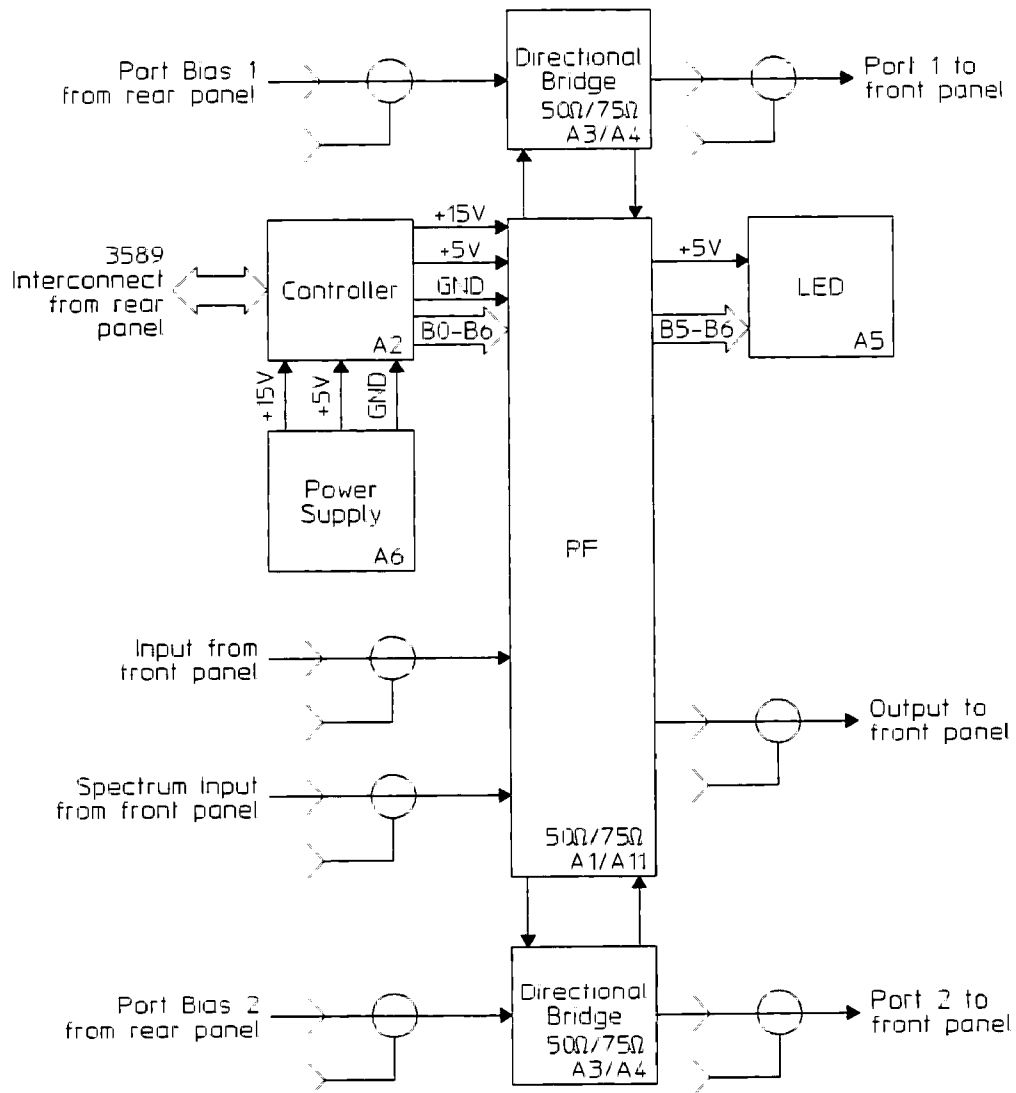 Port Bias 1
from rear panel
Directional
Bridge
50Ω/75Ω
A3/A4
Port 1 to
front panel
3589
Interconnect
from rear
panel
Controller
A2
+15V
+5V
GND
B0-B6
+5V
B5-B6
LED
A5
+15V
+5V
GND
Power
Supply
A6
RF
50Ω/75Ω
A1/A11
Input from
front panel
Spectrum Input
from front panel
Output to
front panel
Port Bias 2
from rear panel
Directional
Bridge
50Ω/75Ω
A3/A4
Port 2 to
front panel